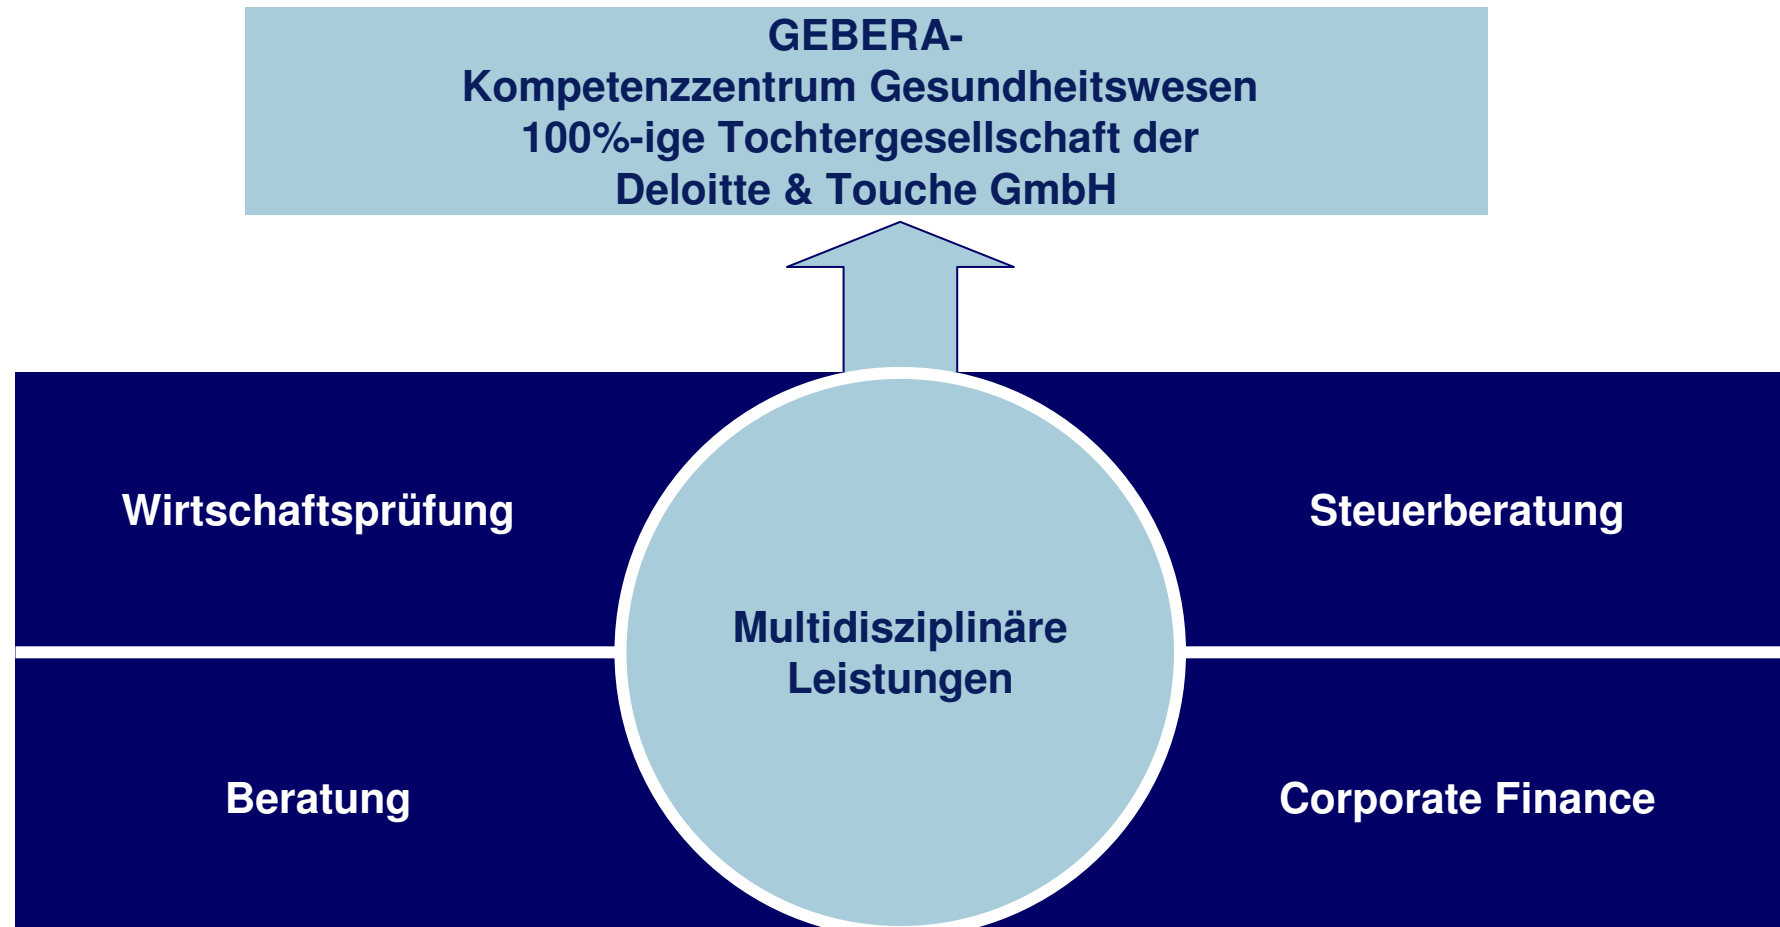 GEBERA-
Kompetenzzentrum Gesundheitswesen
100%-ige Tochtergesellschaft der
Deloitte & Touche GmbH
Wirtschaftsprüfung
Steuerberatung
Multidisziplinäre
Leistungen
Beratung
Corporate Finance